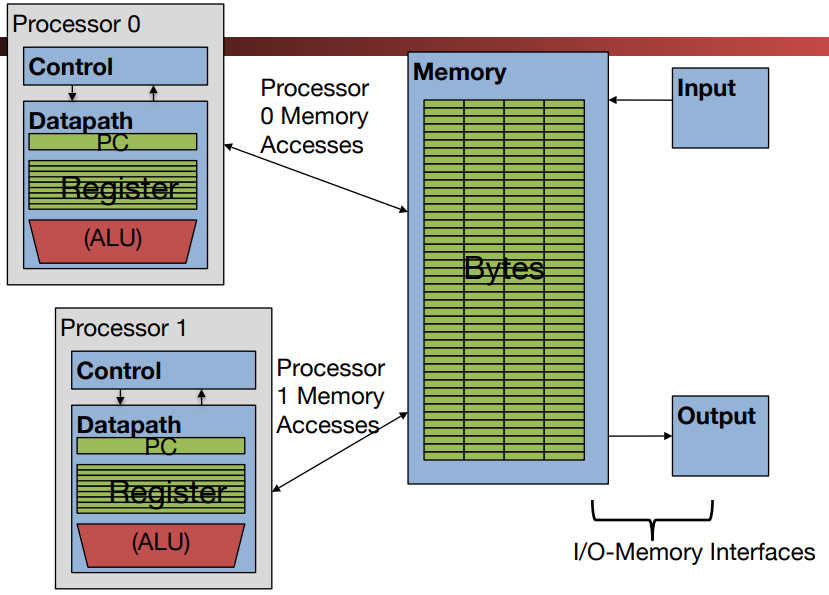 Processor 0
Control
Datapath
PC
Register
(ALU)
Processor
0 Memory
Accesses
Memory
Bytes
Input
Processor 1
Control
Datapath
PC
Register
(ALU)
Processor
1 Memory
Accesses
Output
I/O-Memory Interfaces